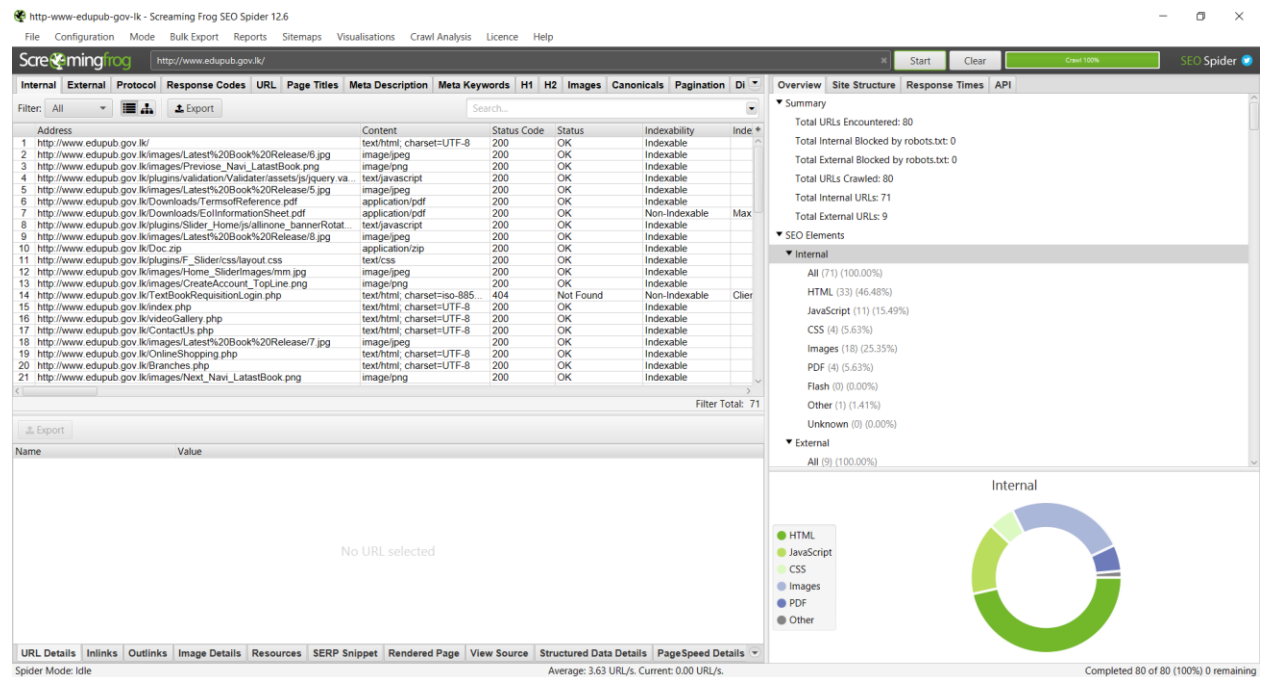 http-www-edupub-gov-lk - Screaming Frog SEO Spider 12.6
File Configuration Mode Bulk Export Reports Sitemaps Visualisations Crawl Analysis Licence Help
Screamingfrog http://www.edupub.gov.lk/ Start Clear Crawl 100% SEO Spider
Internal External Protocol Response Codes URL Page Titles Meta Description Meta Keywords H1 H2 Images Canonicals Pagination Di
Filter: All Export Search...
Address Content Status Code Status Indexability Inde
1 http://www.edupub.gov.lk/ text/html; charset=UTF-8 200 OK Indexable
2 http://www.edupub.gov.lk/images/Latest%20Book%20Release/6.jpg image/jpeg 200 OK Indexable
3 http://www.edupub.gov.lk/images/Previose_Navi_LatastBook.png image/png 200 OK Indexable
4 http://www.edupub.gov.lk/plugins/validation/Validater/assets/js/jquery.va... text/javascript 200 OK Indexable
5 http://www.edupub.gov.lk/images/Latest%20Book%20Release/5.jpg image/jpeg 200 OK Indexable
6 http://www.edupub.gov.lk/Downloads/TermsofReference.pdf application/pdf 200 OK Indexable
7 http://www.edupub.gov.lk/Downloads/EoIInformationSheet.pdf application/pdf 200 OK Non-Indexable Max
8 http://www.edupub.gov.lk/plugins/Slider_Home/js/allinone_bannerRotat... text/javascript 200 OK Indexable
9 http://www.edupub.gov.lk/images/Latest%20Book%20Release/8.jpg image/jpeg 200 OK Indexable
10 http://www.edupub.gov.lk/Doc.zip application/zip 200 OK Indexable
11 http://www.edupub.gov.lk/plugins/F_Slider/css/layout.css text/css 200 OK Indexable
12 http://www.edupub.gov.lk/images/Home_SliderImages/mm.jpg image/jpeg 200 OK Indexable
13 http://www.edupub.gov.lk/images/CreateAccount_TopLine.png image/png 200 OK Indexable
14 http://www.edupub.gov.lk/TextBookRequisitionLogin.php text/html; charset=iso-885... 404 Not Found Non-Indexable Clier
15 http://www.edupub.gov.lk/index.php text/html; charset=UTF-8 200 OK Indexable
16 http://www.edupub.gov.lk/videoGallery.php text/html; charset=UTF-8 200 OK Indexable
17 http://www.edupub.gov.lk/ContactUs.php text/html; charset=UTF-8 200 OK Indexable
18 http://www.edupub.gov.lk/images/Latest%20Book%20Release/7.jpg image/jpeg 200 OK Indexable
19 http://www.edupub.gov.lk/OnlineShopping.php text/html; charset=UTF-8 200 OK Indexable
20 http://www.edupub.gov.lk/Branches.php text/html; charset=UTF-8 200 OK Indexable
21 http://www.edupub.gov.lk/images/Next_Navi_LatastBook.png image/png 200 OK Indexable
Filter Total: 71
Export
Name Value
No URL selected
URL Details Inlinks Outlinks Image Details Resources SERP Snippet Rendered Page View Source Structured Data Details PageSpeed Details
Overview Site Structure Response Times API
Summary
Total URLs Encountered: 80
Total Internal Blocked by robots.txt: 0
Total External Blocked by robots.txt: 0
Total URLs Crawled: 80
Total Internal URLs: 71
Total External URLs: 9
SEO Elements
Internal
All (71) (100.00%)
HTML (33) (46.48%)
JavaScript (11) (15.49%)
CSS (4) (5.63%)
Images (18) (25.35%)
PDF (4) (5.63%)
Flash (0) (0.00%)
Other (1) (1.41%)
Unknown (0) (0.00%)
External
All (9) (100.00%)
Internal
HTML
JavaScript
CSS
Images
PDF
Other
Spider Mode: Idle Average: 3.63 URL/s. Current: 0.00 URL/s. Completed 80 of 80 (100%) 0 remaining